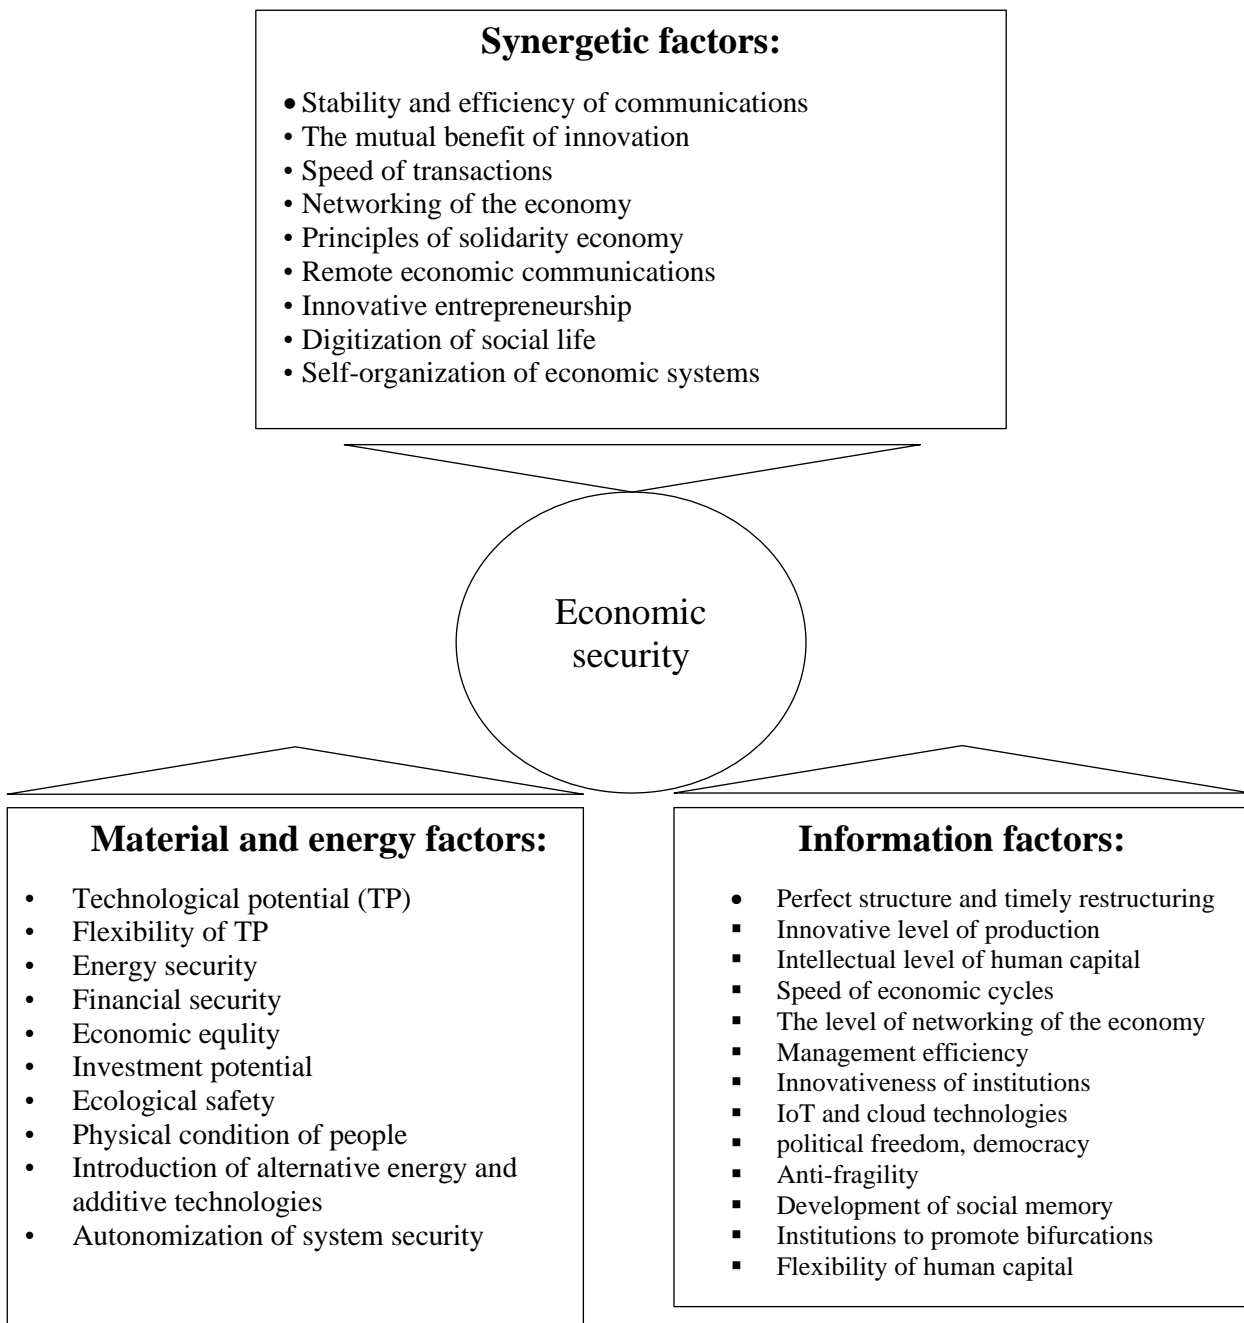 Synergetic factors:
• Stability and efficiency of communications
• The mutual benefit of innovation
• Speed of transactions
• Networking of the economy
• Principles of solidarity economy
• Remote economic communications
• Innovative entrepreneurship
• Digitization of social life
• Self-organization of economic systems
Economic
security
Material and energy factors:
• Technological potential (TP)
• Flexibility of TP
• Energy security
• Financial security
• Economic equlity
• Investment potential
• Ecological safety
• Physical condition of people
• Introduction of alternative energy and
additive technologies
• Autonomization of system security
Information factors:
• Perfect structure and timely restructuring
▪ Innovative level of production
▪ Intellectual level of human capital
▪ Speed of economic cycles
▪ The level of networking of the economy
▪ Management efficiency
▪ Innovativeness of institutions
▪ IoT and cloud technologies
▪ political freedom, democracy
▪ Anti-fragility
▪ Development of social memory
▪ Institutions to promote bifurcations
▪ Flexibility of human capital